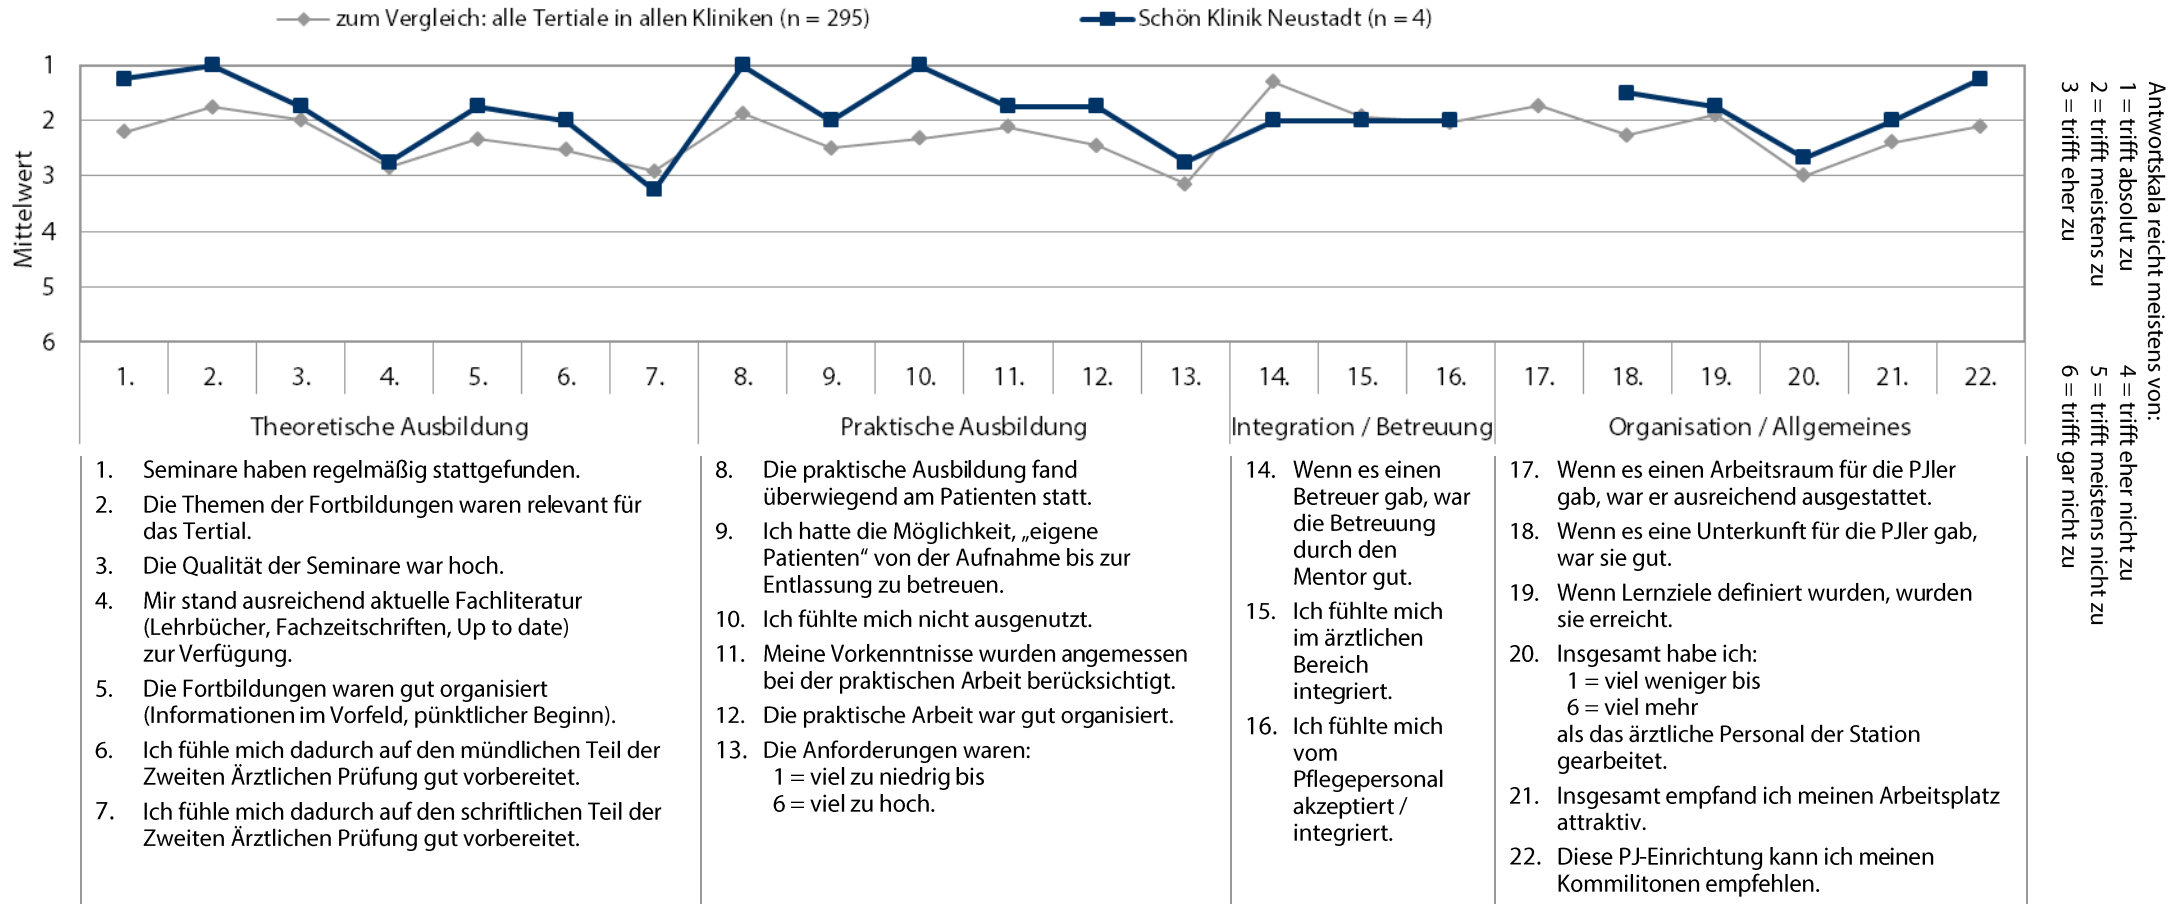 zum Vergleich: alle Tertiale in allen Kliniken (n = 295)
Schön Klinik Neustadt (n = 4)
Mittelwert
1
2
3
4
5
6
1.
2.
3.
4.
5.
6.
7.
8.
9.
10.
11.
12.
13.
14.
15.
16.
17.
18.
19.
20.
21.
22.
Theoretische Ausbildung
Praktische Ausbildung
Integration / Betreuung
Organisation / Allgemeines
1. Seminare haben regelmäßig stattgefunden.
2. Die Themen der Fortbildungen waren relevant für
das Tertial.
3. Die Qualität der Seminare war hoch.
4. Mir stand ausreichend aktuelle Fachliteratur
(Lehrbücher, Fachzeitschriften, Up to date)
zur Verfügung.
5. Die Fortbildungen waren gut organisiert
(Informationen im Vorfeld, pünktlicher Beginn).
6. Ich fühle mich dadurch auf den mündlichen Teil der
Zweiten Ärztlichen Prüfung gut vorbereitet.
7. Ich fühle mich dadurch auf den schriftlichen Teil der
Zweiten Ärztlichen Prüfung gut vorbereitet.
8. Die praktische Ausbildung fand
überwiegend am Patienten statt.
9. Ich hatte die Möglichkeit, „eigene
Patienten“ von der Aufnahme bis zur
Entlassung zu betreuen.
10. Ich fühlte mich nicht ausgenutzt.
11. Meine Vorkenntnisse wurden angemessen
bei der praktischen Arbeit berücksichtigt.
12. Die praktische Arbeit war gut organisiert.
13. Die Anforderungen waren:
1 = viel zu niedrig bis
6 = viel zu hoch.
14. Wenn es einen
Betreuer gab, war
die Betreuung
durch den
Mentor gut.
15. Ich fühlte mich
im ärztlichen
Bereich
integriert.
16. Ich fühlte mich
vom
Pflegepersonal
akzeptiert /
integriert.
17. Wenn es einen Arbeitsraum für die PJler
gab, war er ausreichend ausgestattet.
18. Wenn es eine Unterkunft für die PJler gab,
war sie gut.
19. Wenn Lernziele definiert wurden, wurden
sie erreicht.
20. Insgesamt habe ich:
1 = viel weniger bis
6 = viel mehr
als das ärztliche Personal der Station
gearbeitet.
21. Insgesamt empfand ich meinen Arbeitsplatz
attraktiv.
22. Diese PJ-Einrichtung kann ich meinen
Kommilitonen empfehlen.
Antwortskala reicht meistens von:
1 = trifft absolut zu 4 = trifft eher nicht zu
2 = trifft meistens zu 5 = trifft meistens nicht zu
3 = trifft eher zu 6 = trifft gar nicht zu